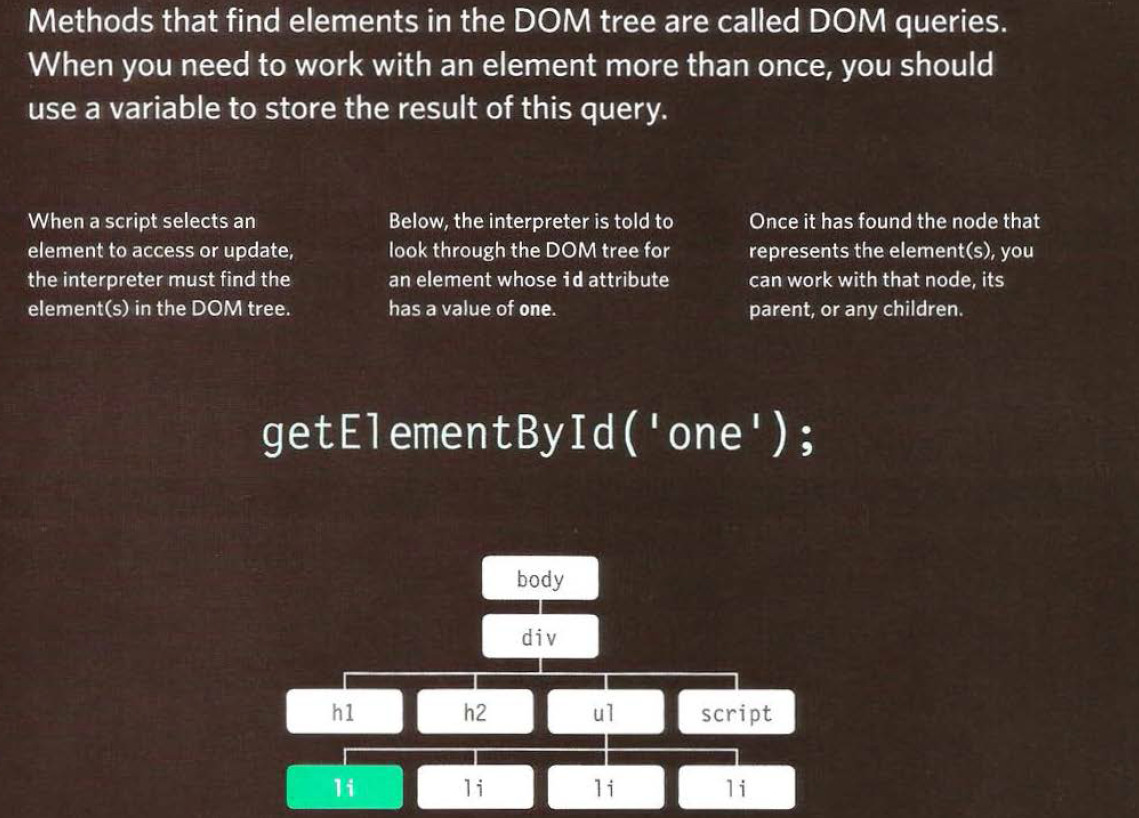 Methods that find elements in the DOM tree are called DOM queries.
When you need to work with an element more than once, you should
use a variable to store the result of this query.
When a script selects an
element to access or update,
the interpreter must find the
element(s) in the DOM tree.
Below, the interpreter is told to
look through the DOM tree for
an element whose id attribute
has a value of one.
Once it has found the node that
represents the element(s), you
can work with that node, its
parent, or any children.
getElementById('one');
body
div
h1 h2 ul script
li li li li